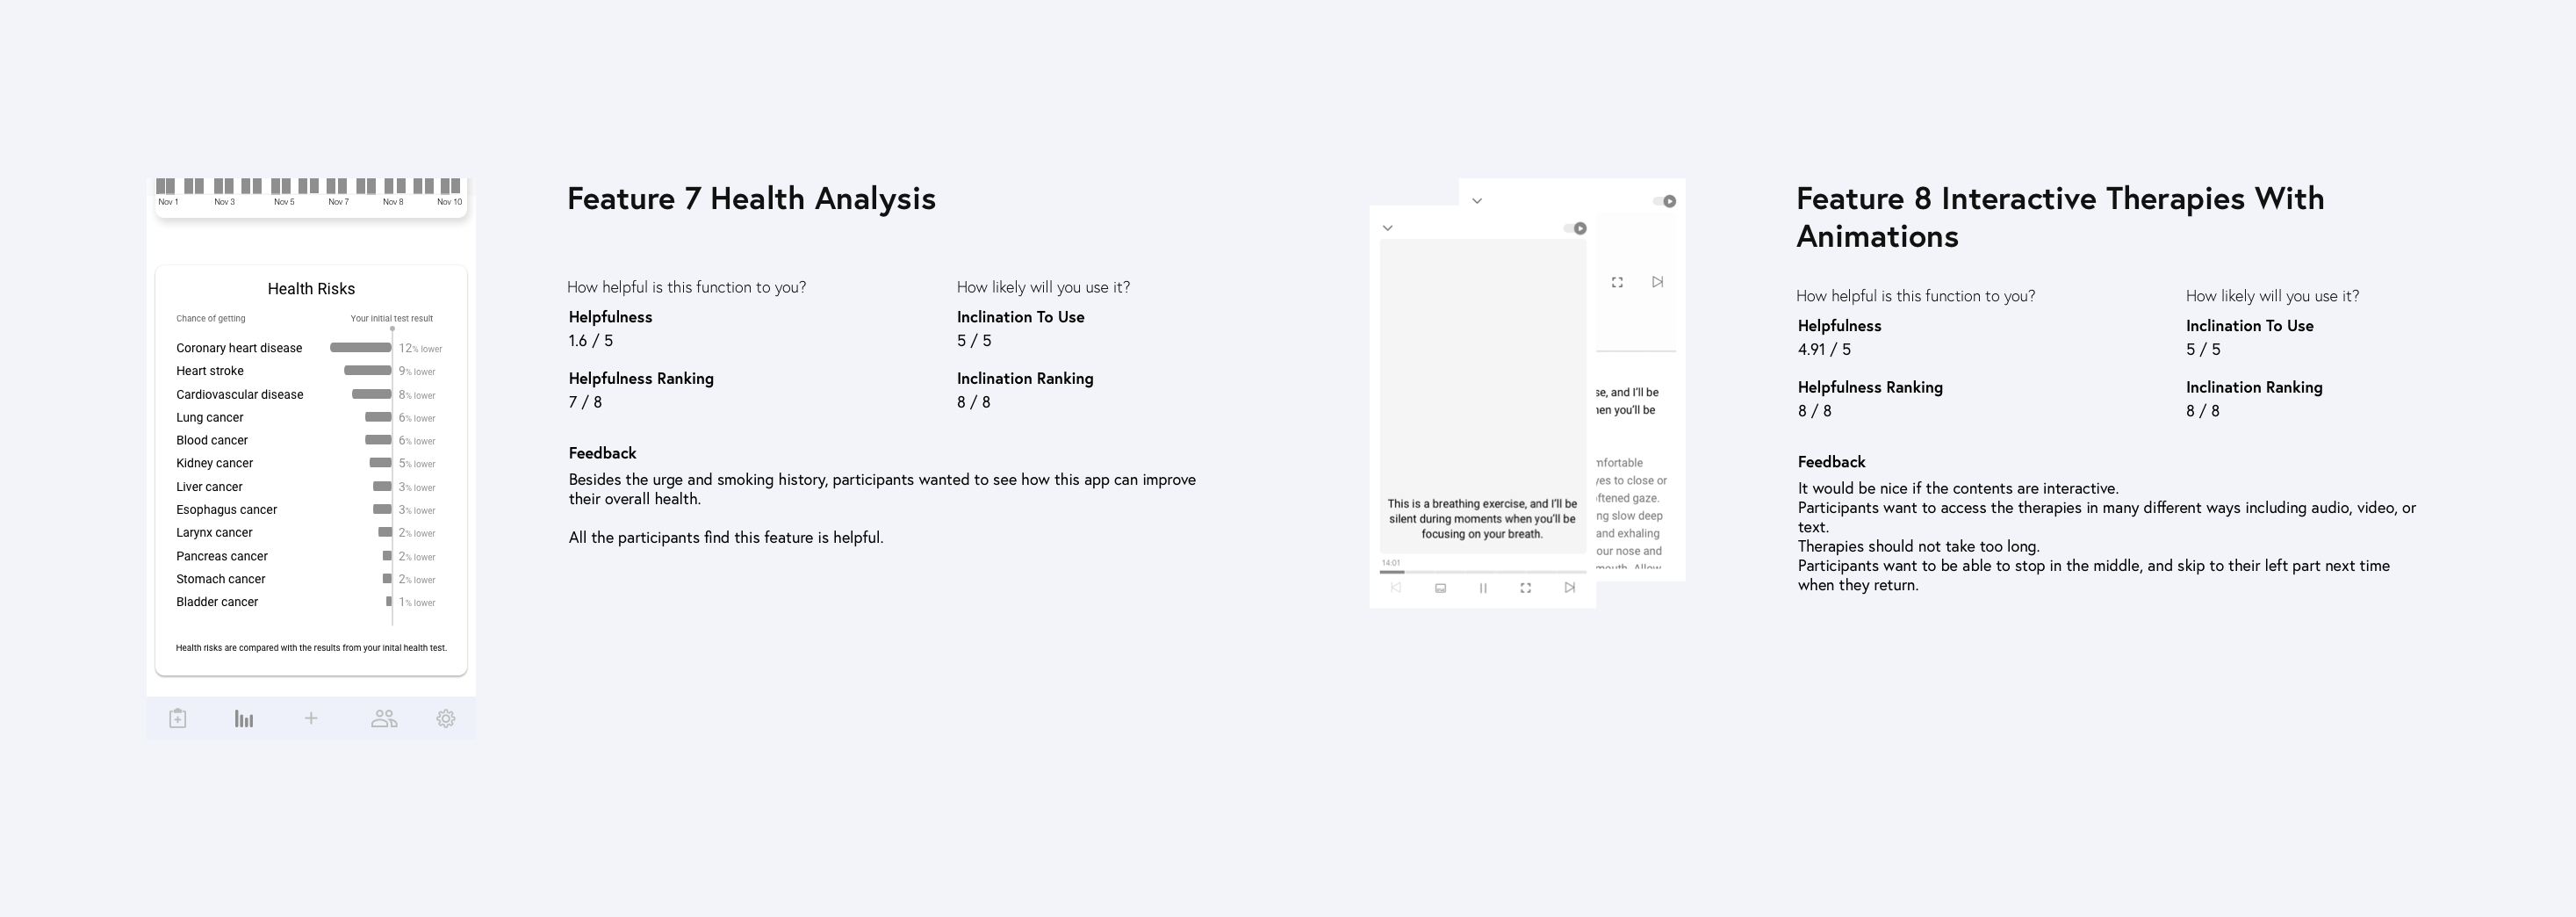 Nov 1 Nov 3 Nov 5 Nov 7 Nov 8 Nov 10
Health Risks
Chance of getting Your initial test result
Coronary heart disease 12% lower
Heart stroke 9% lower
Cardiovascular disease 8% lower
Lung cancer 6% lower
Blood cancer 6% lower
Kidney cancer 5% lower
Liver cancer 3% lower
Esophagus cancer 3% lower
Larynx cancer 2% lower
Pancreas cancer 2% lower
Stomach cancer 2% lower
Bladder cancer 1% lower
Health risks are compared with the results from your inital health test.
Feature 7 Health Analysis
How helpful is this function to you? How likely will you use it?
Helpfulness Inclination To Use
1.6 / 5 5 / 5
Helpfulness Ranking Inclination Ranking
7 / 8 8 / 8
Feedback
Besides the urge and smoking history, participants wanted to see how this app can improve
their overall health.
All the participants find this feature is helpful.
This is a breathing exercise, and I'll be
silent during moments when you'll be
focusing on your breath.
14:01
se, and I'll be
hen you'll be
mfortable
yes to close or
ftened gaze.
ng slow deep
and exhaling
our nose and
mouth. Allow
Feature 8 Interactive Therapies With
Animations
How helpful is this function to you? How likely will you use it?
Helpfulness Inclination To Use
4.91 / 5 5 / 5
Helpfulness Ranking Inclination Ranking
8 / 8 8 / 8
Feedback
It would be nice if the contents are interactive.
Participants want to access the therapies in many different ways including audio, video, or
text.
Therapies should not take too long.
Participants want to be able to stop in the middle, and skip to their left part next time
when they return.